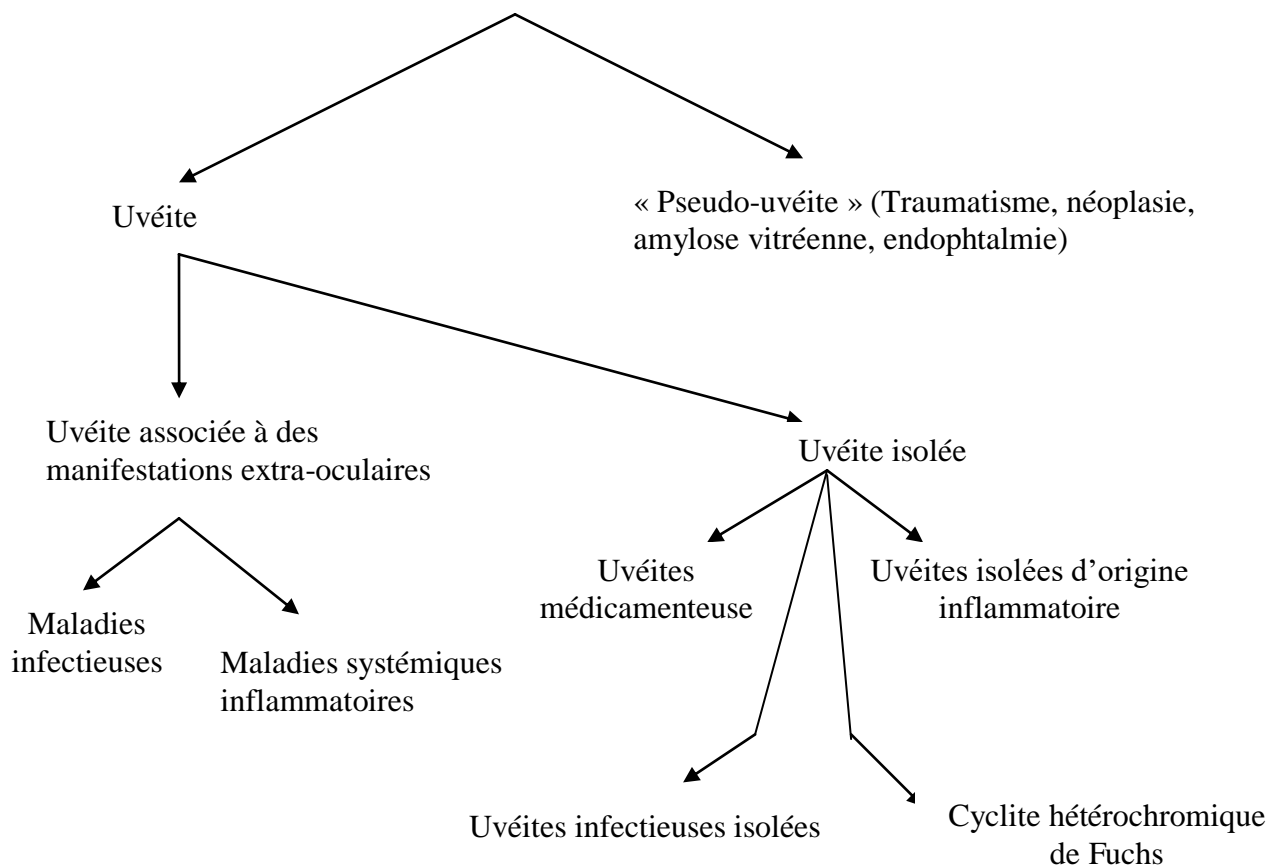 Uvéite
« Pseudo-uvéite » (Traumatisme, néoplasie,
amylose vitréenne, endophtalmie)
Uvéite associée à des
manifestations extra-oculaires
Uvéite isolée
Maladies
infectieuses
Maladies systémiques
inflammatoires
Uvéites
médicamenteuse
Uvéites isolées d’origine
inflammatoire
Uvéites infectieuses isolées
Cyclite hétérochromique
de Fuchs